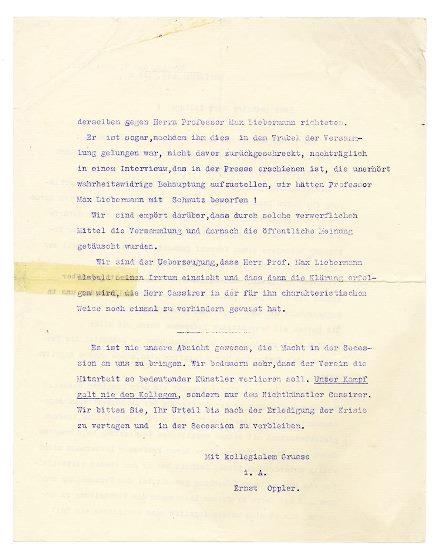 derselben gegen Herrn Professor Max Liebermann richteten.
Er ist sogar, nachdem ihm dies in dem Trubel der Versamm-
lung gelungen war, nicht davor zurückgeschreckt, nachträglich
in einem Interview, das in der Presse erschienen ist, die unerhört
wahrheitswidrige Behauptung aufzustellen, wir hätten Professor
Max Liebermann mit Schmutz beworfen !
Wir sind empört darüber, dass durch solche verwerflichen
Mittel die Versammlung und darnach die öffentliche Meinung
getäuscht wurden.
Wir sind der Ueberzeugung, dass Herr Prof. Max Liebermann
alsbald seinen Irrtum einsieht und dass dann die Klärung erfol-
gen wird, die Herr Cassirer in der für ihn charakteristischen
Weise noch einmal zu verhindern gewusst hat.
Es ist nie unsere Absicht gewesen, die Macht in der Seces-
sion an uns zu bringen. Wir bedauern sehr, dass der Verein die
Mitarbeit so bedeutender Künstler verlieren soll. Unser Kampf
galt nie den Kollegen, sondern nur dem Nichtkünstler Cassirer.
Wir bitten Sie, Ihr Urteil bis nach der Erledigung der Krisis
zu vertagen und in der Secession zu verbleiben.
Mit kollegialem Grusse
i. A.
Ernst Oppler.